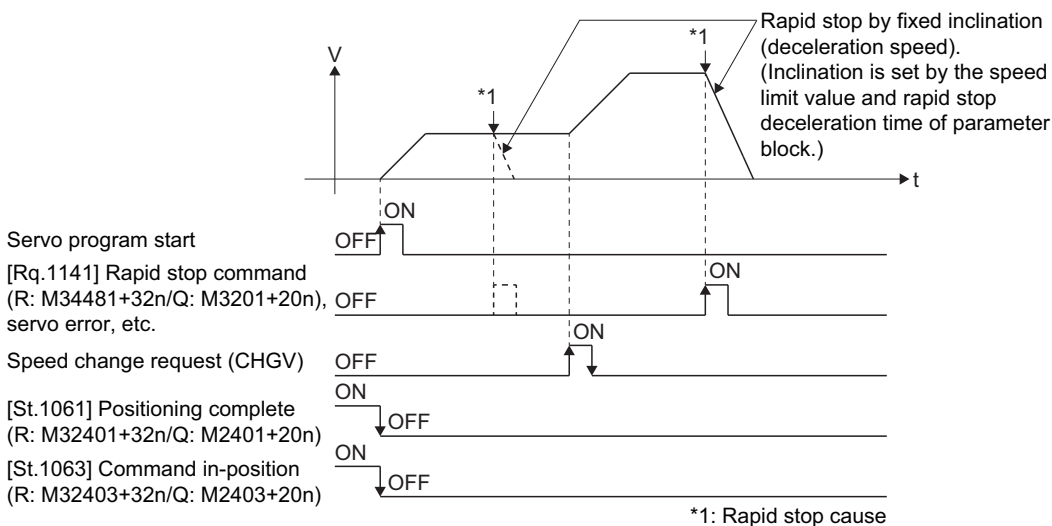 V
*1
*1
Rapid stop by fixed inclination
(deceleration speed).
(Inclination is set by the speed
limit value and rapid stop
deceleration time of parameter
block.)
t
Servo program start
OFF
ON
[Rq.1141] Rapid stop command
(R: M34481+32n/Q: M3201+20n),
servo error, etc.
OFF
ON
Speed change request (CHGV)
OFF
ON
[St.1061] Positioning complete
(R: M32401+32n/Q: M2401+20n)
ON
OFF
[St.1063] Command in-position
(R: M32403+32n/Q: M2403+20n)
ON
OFF
*1: Rapid stop cause